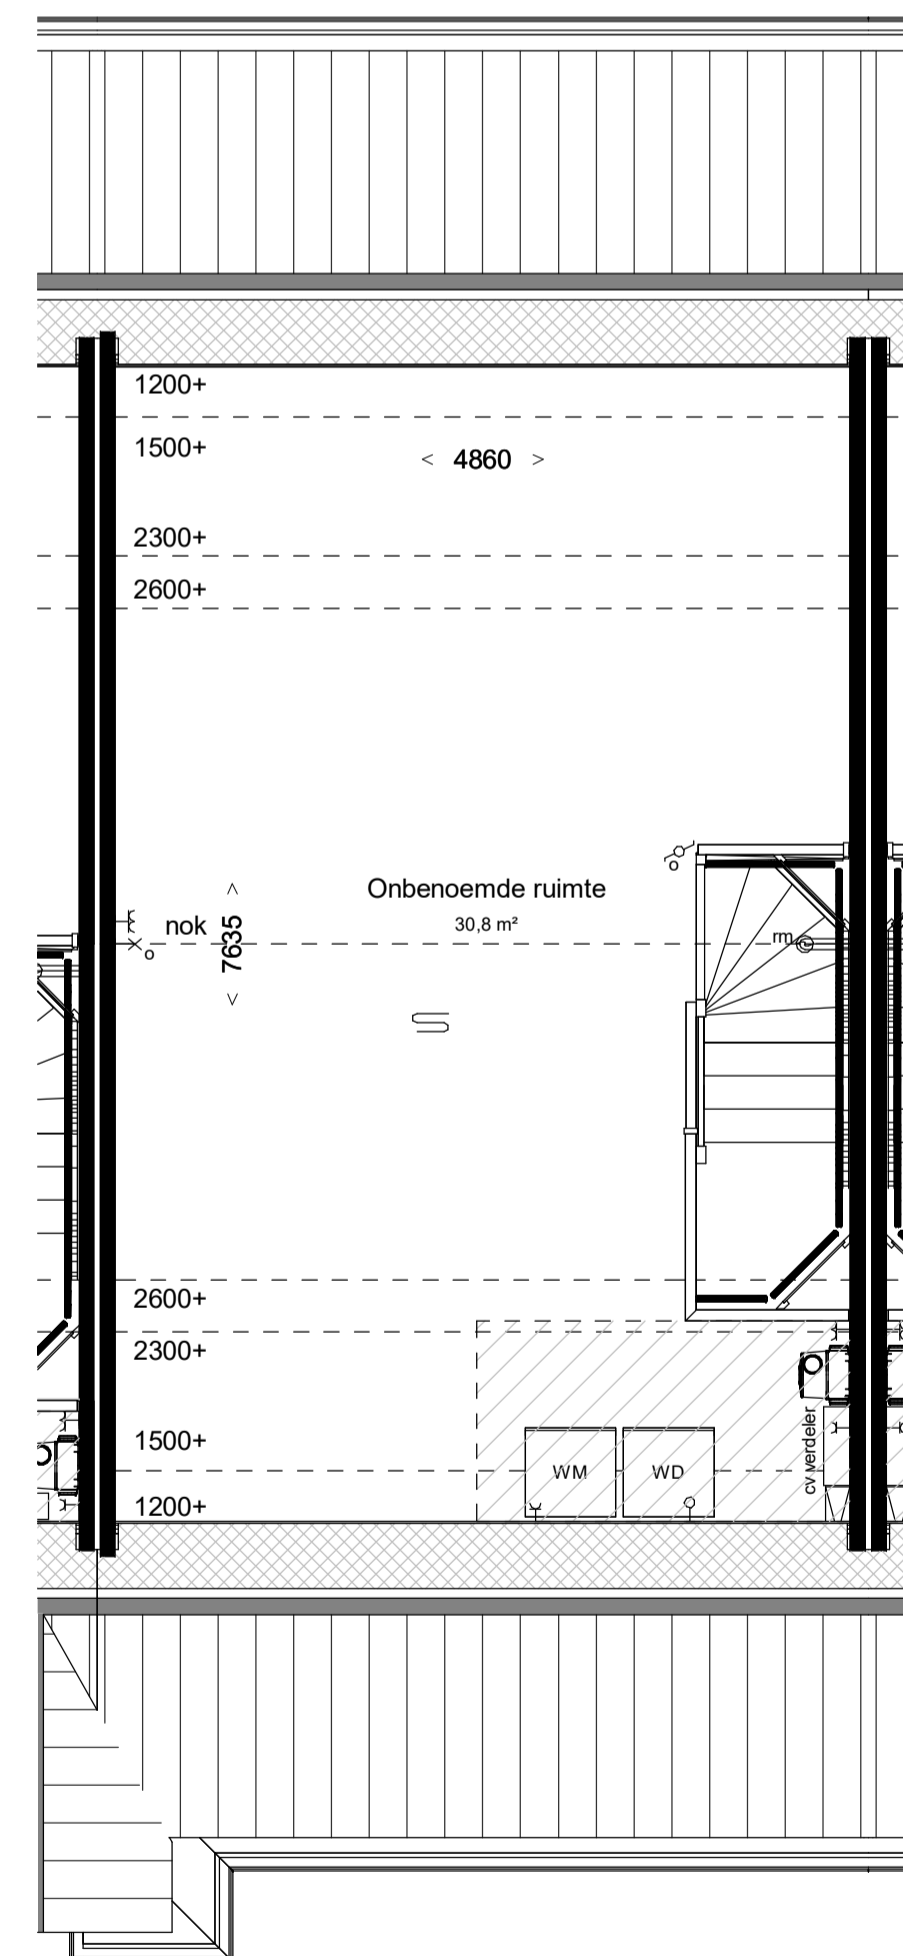 1200+
1500+
< 4860 >
2300+
2600+
Onbenoemde ruimte
nok
< 7635 >
30,8 m²
rm
2600+
2300+
1500+
cv verdeler
WM
WD
1200+